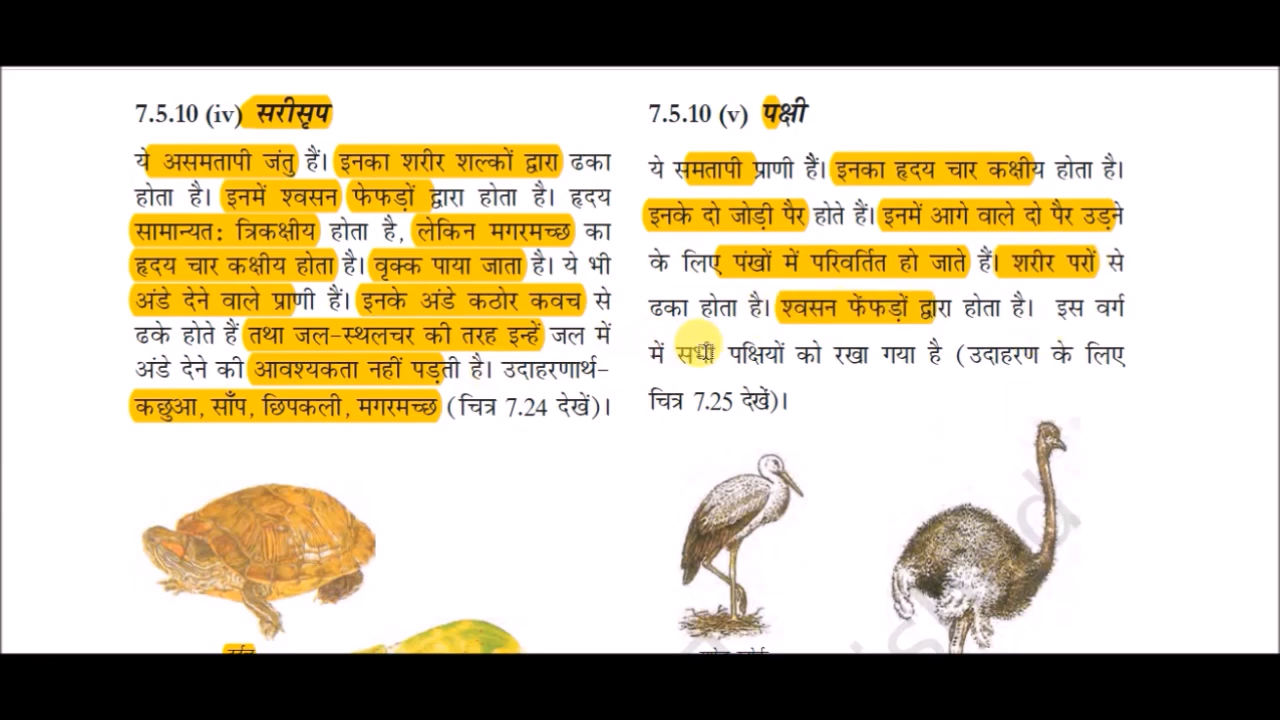 7.5.10 (iv) सरीसृप
ये असमतापी जंतु हैं। इनका शरीर शल्कों द्वारा ढका
होता है। इनमें श्वसन फेफड़ों द्वारा होता है। हृदय
सामान्यत: त्रिकक्षीय होता है, लेकिन मगरमच्छ का
हृदय चार कक्षीय होता है। वृक्क पाया जाता है। ये भी
अंडे देने वाले प्राणी हैं। इनके अंडे कठोर कवच से
ढके होते हैं तथा जल-स्थलचर की तरह इन्हें जल में
अंडे देने की आवश्यकता नहीं पड़ती है। उदाहरणार्थ-
कछुआ, साँप, छिपकली, मगरमच्छ (चित्र 7.24 देखें)।
7.5.10 (v) पक्षी
ये समतापी प्राणी हैं। इनका हृदय चार कक्षीय होता है।
इनके दो जोड़ी पैर होते हैं। इनमें आगे वाले दो पैर उड़ने
के लिए पंखों में परिवर्तित हो जाते हैं। शरीर परों से
ढका होता है। श्वसन फेंफड़ों द्वारा होता है। इस वर्ग
में सभी पक्षियों को रखा गया है (उदाहरण के लिए
चित्र 7.25 देखें)।